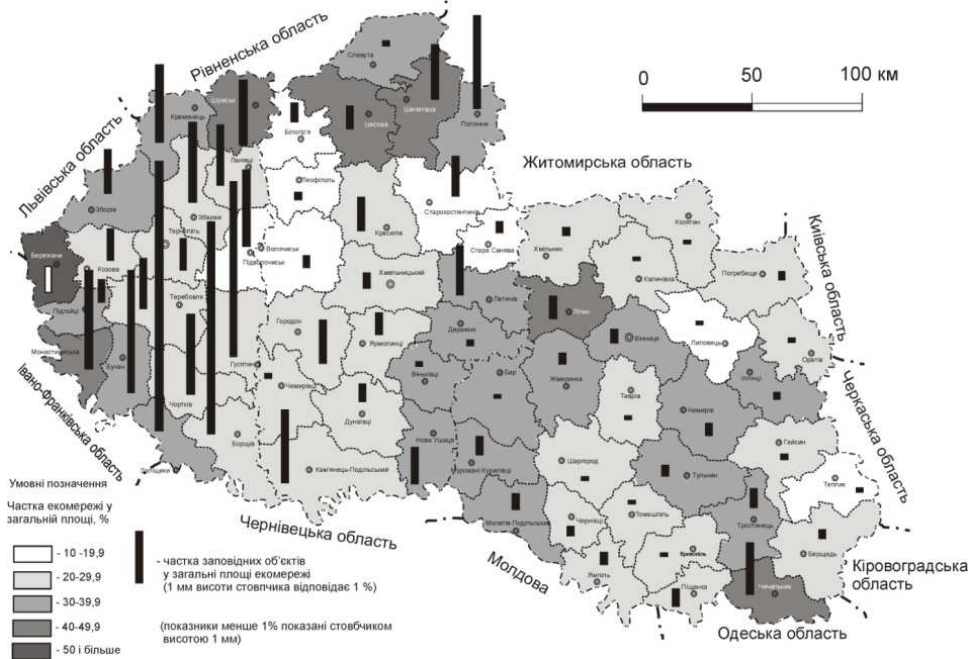 Рівненська область
Львівська область
0 50 100 км
Житомирська область
Київська область
Черкаська область
Кіровоградська
область
Одеська область
Молдова
Чернівецька область
Івано-Франківська область
Славута
Шумськ
Кременець
Ізяслав
Шепетівка
Полонне
Білогір'я
Ланівці
Теофіполь
Старокостянтинів
Зборів
Збараж
Красилів
Стара Синява
Хмільник
Козятин
Бережани
Козова
Тернопіль
Волочиськ
Підволочиськ
Хмельницький
Калинівка
Погребище
Підгайці
Теребовля
Летичів
Літин
Городок
Деражня
Вінниця
Липовець
Оратів
Монастириська
Ярмолинці
Бучач
Гусятин
Чемерівці
Віньківці
Бар
Жмеринка
Іллінці
Тиврів
Немирів
Чортків
Дунаївці
Борщів
Нова Ушиця
Гайсин
Заліщики
Кам'янець-Подільський
Муровані Курилівці
Шаргород
Тульчин
Теплик
Могилів-Подільський
Чернівці
Томашпіль
Тростянець
Крижопіль
Бершадь
Ямпіль
Піщанка
Чечельник
Умовні позначення
Частка екомережі у
загальній площі, %
- 10 -19,9
- 20-29,9
- 30-39,9
- 40-49,9
- 50 і більше
- частка заповідних об'єктів
у загальні площі екомережі
(1 мм висоти стовпчика відповідає 1 %)
(показники менше 1% показані стовбчиком
висотою 1 мм)